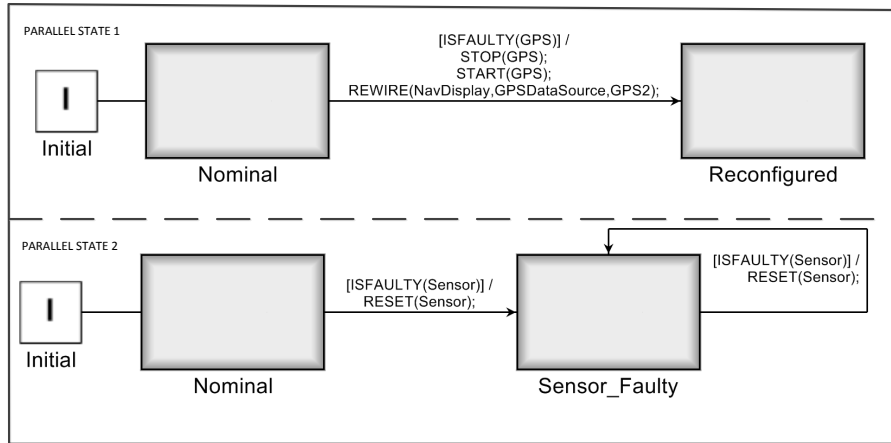 PARALLEL STATE 1
[ISFAULTY(GPS)] /
STOP(GPS);
START(GPS);
REWIRE(NavDisplay,GPSDataSource,GPS2);
I
Initial
Nominal
Reconfigured
PARALLEL STATE 2
[ISFAULTY(Sensor)] /
RESET(Sensor);
[ISFAULTY(Sensor)] /
RESET(Sensor);
I
Initial
Nominal
Sensor_Faulty